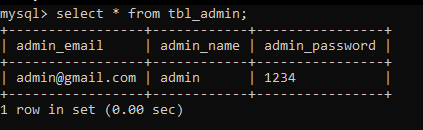 mysql> select * from tbl_admin;
+-----------------+------------+----------------+
| admin_email     | admin_name | admin_password |
+-----------------+------------+----------------+
| admin@gmail.com | admin      | 1234           |
+-----------------+------------+----------------+
1 row in set (0.00 sec)